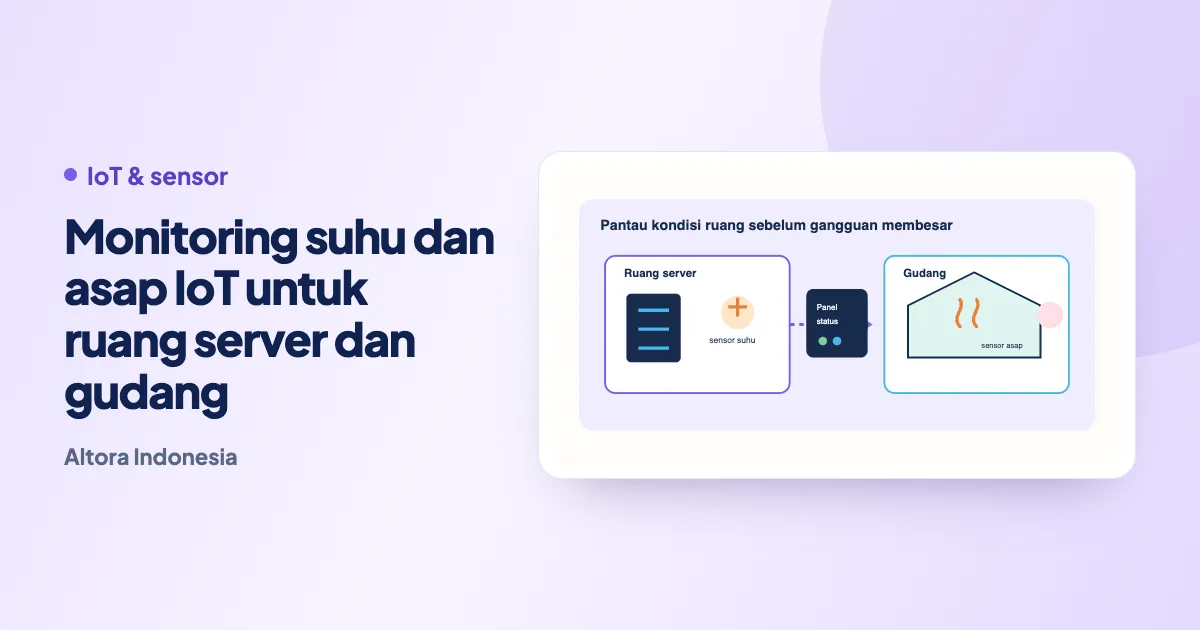 IoT & sensor
Monitoring suhu dan
asap IoT untuk
ruang server dan
gudang
Altora Indonesia
Pantau kondisi ruang sebelum gangguan membesar
Ruang server
sensor suhu
Panel
status
Gudang
sensor asap